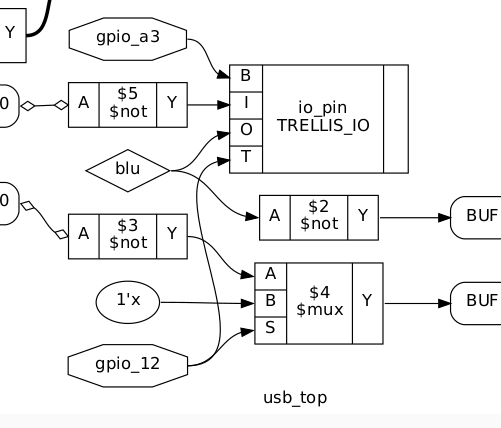 Y
gpio_a3
0
A
$5
$not
Y
B
I
O
T
io_pin
TRELLIS_IO
blu
0
A
$3
$not
Y
A
$2
$not
Y
BUF
1'x
A
B
S
$4
$mux
Y
BUF
gpio_12
usb_top